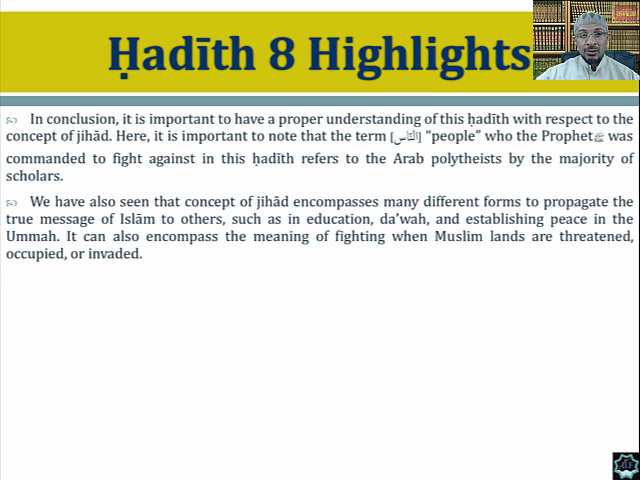 Ḥadīth 8 Highlights
In conclusion, it is important to have a proper understanding of this ḥadīth with respect to the
concept of jihād. Here, it is important to note that the term [النَّاس] “people” who the Prophet ﷺ was
commanded to fight against in this ḥadīth refers to the Arab polytheists by the majority of
scholars.
We have also seen that concept of jihād encompasses many different forms to propagate the
true message of Islām to others, such as in education, da’wah, and establishing peace in the
Ummah. It can also encompass the meaning of fighting when Muslim lands are threatened,
occupied, or invaded.